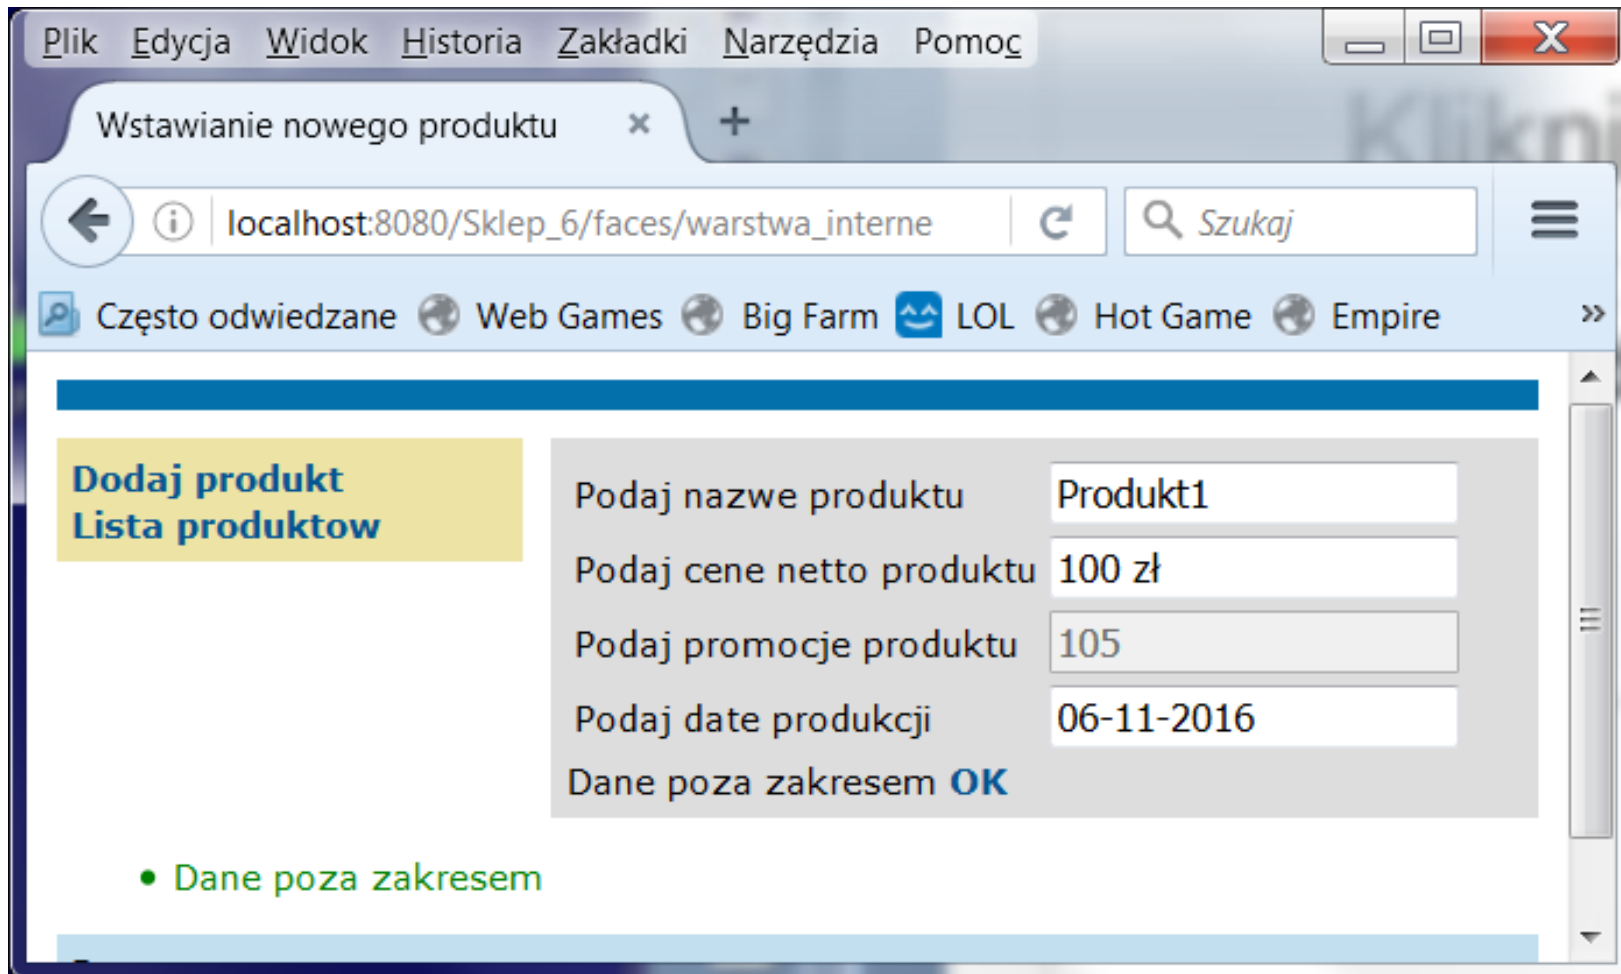 Plik Edycja Widok Historia Zakładki Narzędzia Pomoc
Wstawianie nowego produktu
localhost:8080/Sklep_6/faces/warstwa_interne
Szukaj
Często odwiedzane Web Games Big Farm LOL Hot Game Empire
Dodaj produkt
Lista produktow
Podaj nazwe produktu Produkt1
Podaj cene netto produktu 100 zł
Podaj promocje produktu 105
Podaj date produkcji 06-11-2016
Dane poza zakresem OK
Dane poza zakresem